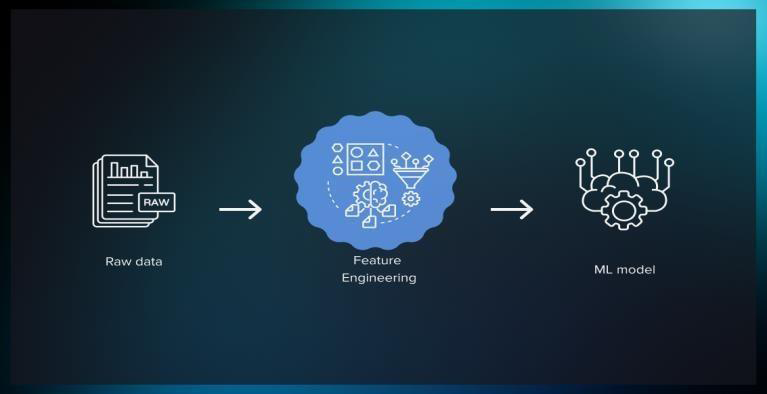 RAW
Raw data
Feature
Engineering
ML model